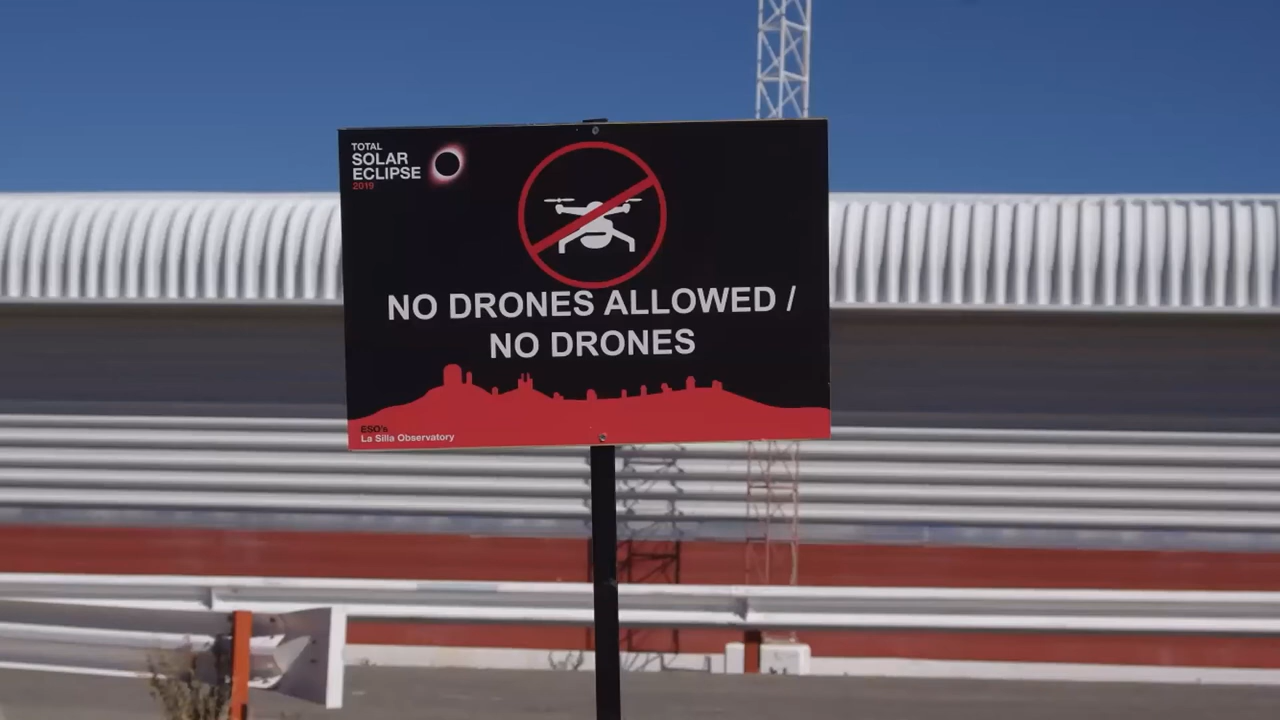 TOTAL
SOLAR
ECLIPSE
2019
NO DRONES ALLOWED /
NO DRONES
ESO's
La Silla Observatory